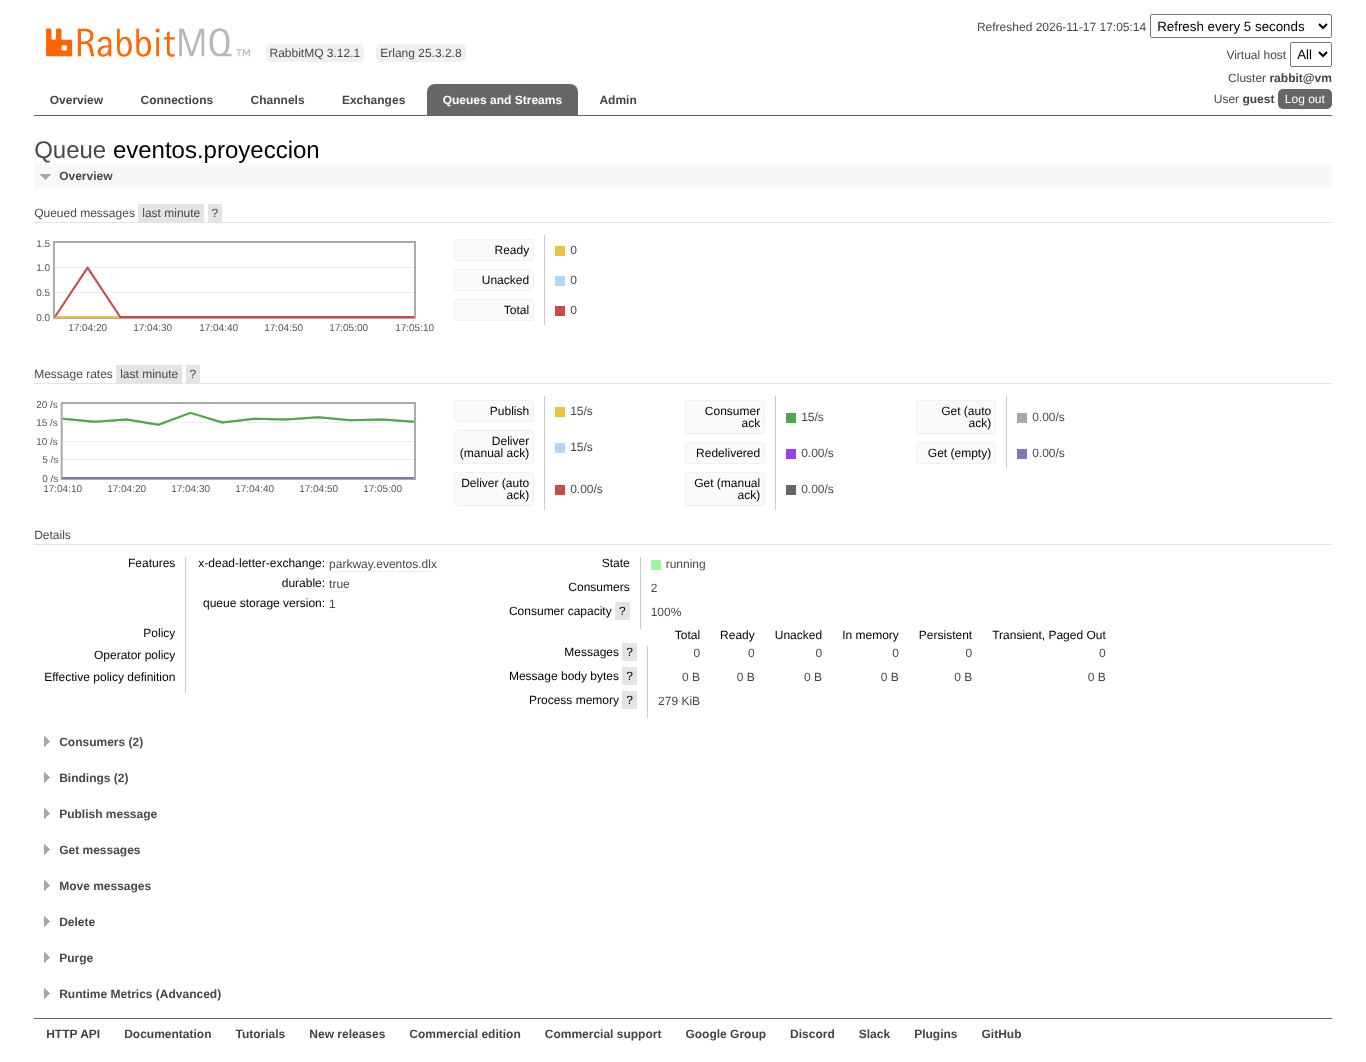 RabbitMQ TM
RabbitMQ 3.12.1 Erlang 25.3.2.8
Refreshed 2026-11-17 17:05:14 Refresh every 5 seconds
Virtual host All
Cluster rabbit@vm
User guest Log out
Overview Connections Channels Exchanges Queues and Streams Admin
Queue eventos.proyeccion
Overview
Queued messages last minute ?
1.5
1.0
0.5
0.0
17:04:20 17:04:30 17:04:40 17:04:50 17:05:00 17:05:10
Ready 0
Unacked 0
Total 0
Message rates last minute ?
20 /s
15 /s
10 /s
5 /s
0 /s
17:04:10 17:04:20 17:04:30 17:04:40 17:04:50 17:05:00
Publish 15/s
Deliver
(manual ack) 15/s
Deliver (auto
ack) 0.00/s
Consumer
ack 15/s
Redelivered 0.00/s
Get (manual
ack) 0.00/s
Get (auto
ack) 0.00/s
Get (empty) 0.00/s
Details
Features x-dead-letter-exchange: parkway.eventos.dlx
durable: true
queue storage version: 1
Policy
Operator policy
Effective policy definition
State running
Consumers 2
Consumer capacity ? 100%
Total Ready Unacked In memory Persistent Transient, Paged Out
Messages ? 0 0 0 0 0 0
Message body bytes ? 0 B 0 B 0 B 0 B 0 B 0 B
Process memory ? 279 KiB
Consumers (2)
Bindings (2)
Publish message
Get messages
Move messages
Delete
Purge
Runtime Metrics (Advanced)
HTTP API Documentation Tutorials New releases Commercial edition Commercial support Google Group Discord Slack Plugins GitHub